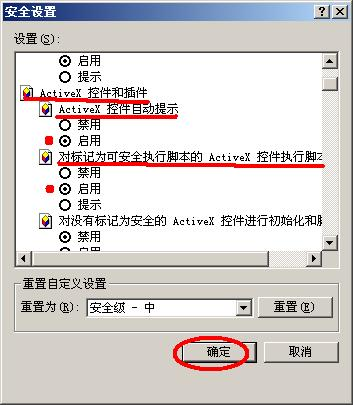 安全设置
设置(S):
启用
提示
ActiveX 控件和插件
ActiveX 控件自动提示
禁用
启用
对标记为可安全执行脚本的 ActiveX 控件执行脚本
禁用
启用
提示
对没有标记为安全的 ActiveX 控件进行初始化和脚
禁用
启用
重置自定义设置
重置为(R): 安全级 - 中 重置(E)
确定 取消